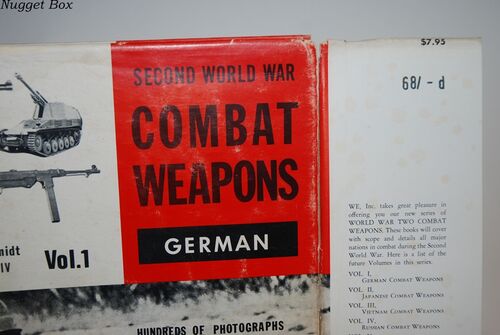 Nugget Box
SECOND WORLD WAR
COMBAT
WEAPONS
GERMAN
midt
IV
Vol.1
HUNDREDS OF PHOTOGRAPHS
$7.95
68/- d
WE, Inc. takes great pleasure in
offering you our new series of
WORLD WAR TWO COMBAT
WEAPONS. These books will cover
with scope and details all major
nations in combat daring the Second
World War. Here is a list of the
future Volumes in this series.
VOL. I,
GERMAN COMBAT WEAPONS
VOL. II,
JAPANESE COMBAT WEAPONS
VOL. III,
VIETNAM COMBAT WEAPONS
VOL. IV,
RUSSIAN COMBAT WEAPONS